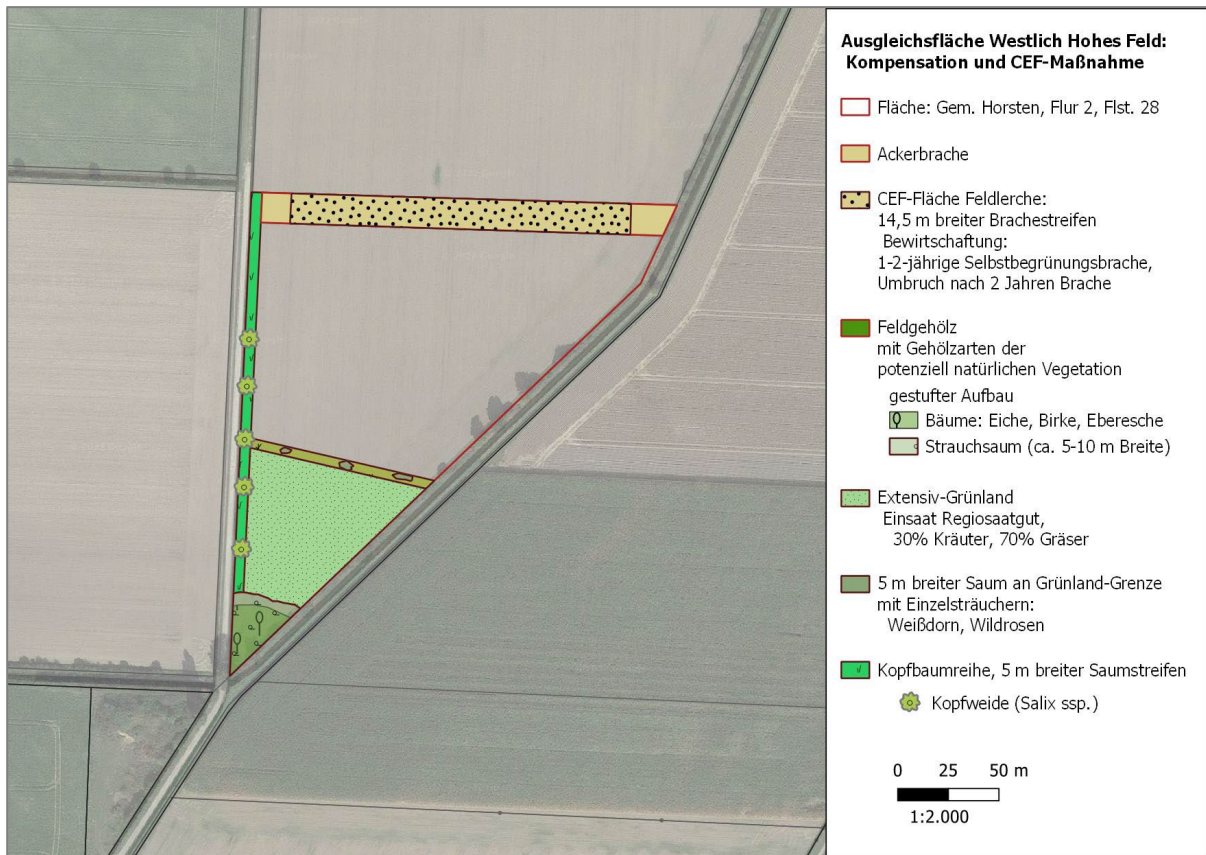 Ausgleichsfläche Westlich Hohes Feld:
Kompensation und CEF-Maßnahme
Fläche: Gem. Horsten, Flur 2, Flst. 28
Ackerbrache
CEF-Fläche Feldlerche:
14,5 m breiter Brachestreifen
Bewirtschaftung:
1-2-jährige Selbstbegrünungsbrache,
Umbruch nach 2 Jahren Brache
Feldgehölz
mit Gehölzarten der
potenziell natürlichen Vegetation
gestufter Aufbau
Bäume: Eiche, Birke, Eberesche
Strauchsaum (ca. 5-10 m Breite)
Extensiv-Grünland
Einsaat Regiosaatgut,
30% Kräuter, 70% Gräser
5 m breiter Saum an Grünland-Grenze
mit Einzelsträuchern:
Weißdorn, Wildrosen
Kopfbaumreihe, 5 m breiter Saumstreifen
Kopfweide (Salix ssp.)
0 25 50 m
1:2.000